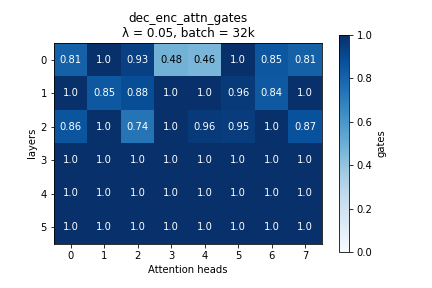 dec_enc_attn_gates
λ = 0.05, batch = 32k
layers
0 0.81 1.0 0.93 0.48 0.46 1.0 0.85 0.81
1 1.0 0.85 0.88 1.0 1.0 0.96 0.84 1.0
2 0.86 1.0 0.74 1.0 0.96 0.95 1.0 0.87
3 1.0 1.0 1.0 1.0 1.0 1.0 1.0 1.0
4 1.0 1.0 1.0 1.0 1.0 1.0 1.0 1.0
5 1.0 1.0 1.0 1.0 1.0 1.0 1.0 1.0
0 1 2 3 4 5 6 7
Attention heads
1.0
0.8
0.6
0.4
0.2
0.0
gates